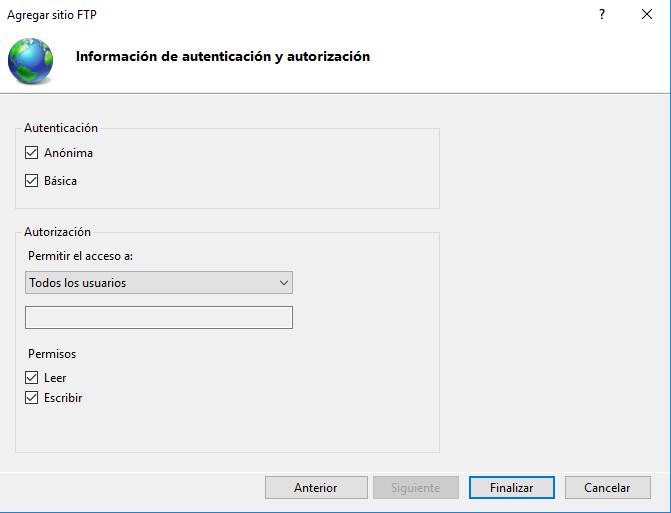 Agregar sitio FTP
?
Información de autenticación y autorización
Autenticación
Anónima
Básica
Autorización
Permitir el acceso a:
Todos los usuarios
Permisos
Leer
Escribir
Anterior Siguiente Finalizar Cancelar